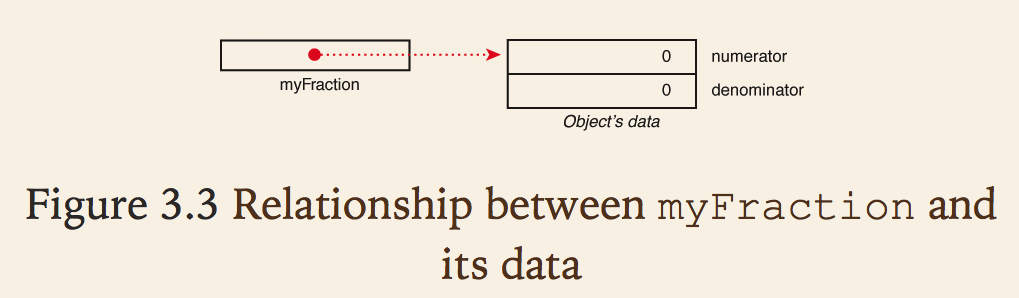 0 numerator
myFraction
0 denominator
Object's data
Figure 3.3 Relationship between myFraction and
its data